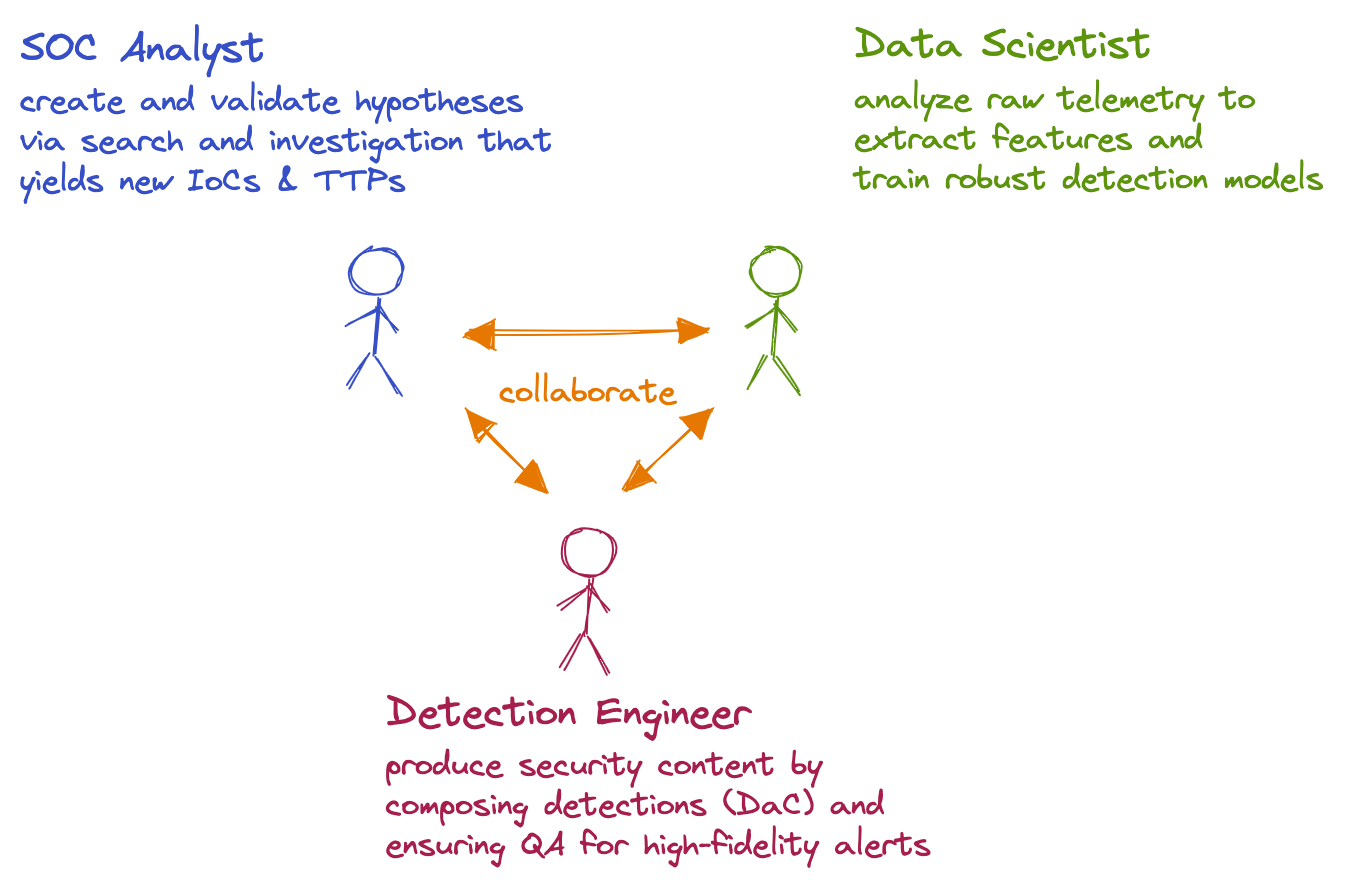 SOC Analyst
create and validate hypotheses
via search and investigation that
yields new IoCs & TTPs
Data Scientist
analyze raw telemetry to
extract features and
train robust detection models
collaborate
Detection Engineer
produce security content by
composing detections (DaC) and
ensuring QA for high-fidelity alerts